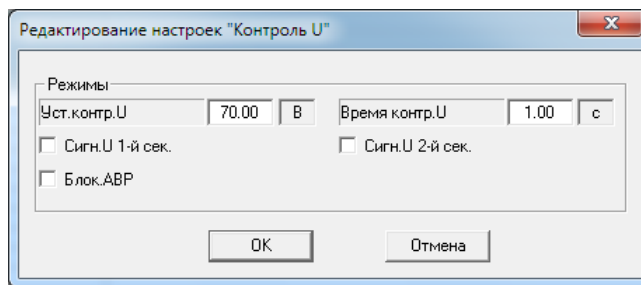 Редактирование настроек "Контроль U"
Режимы
Уст.контр.U 70.00 В Время контр.U 1.00 с
Сигн.U 1-й сек. Сигн.U 2-й сек.
Блок.АВР
OK Отмена